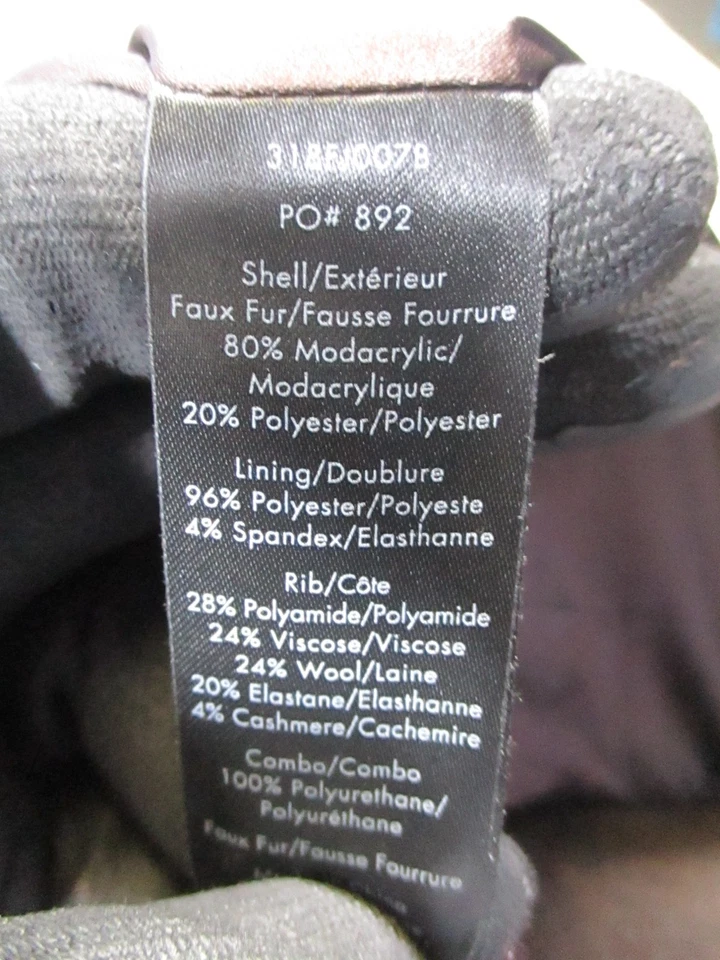 PO# 892
Shell/Extérieur
Faux Fur/Fausse Fourrure
80% Modacrylic/
Modacrylique
20% Polyester/Polyester
Lining/Doublure
96% Polyester/Polyeste
4% Spandex/Elasthanne
Rib/Côte
28% Polyamide/Polyamide
24% Viscose/Viscose
24% Wool/Laine
20% Elastane/Elasthanne
4% Cashmere/Cachemire
Combo/Combo
100% Polyurethane/
Polyuréthane
Faux Fur/Fausse Fourrure